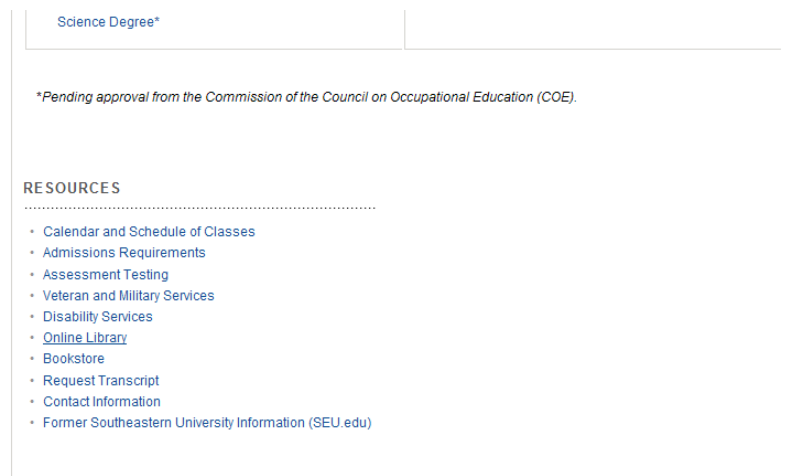 Science Degree*
*Pending approval from the Commission of the Council on Occupational Education (COE).
RESOURCES
Calendar and Schedule of Classes
Admissions Requirements
Assessment Testing
Veteran and Military Services
Disability Services
Online Library
Bookstore
Request Transcript
Contact Information
Former Southeastern University Information (SEU.edu)